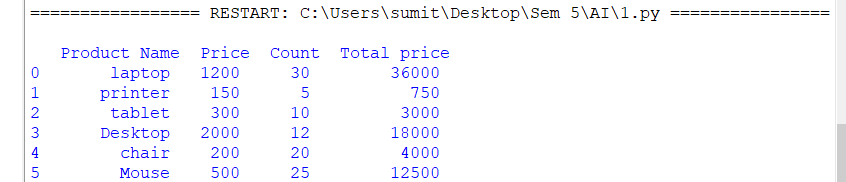 ================= RESTART: C:\Users\sumit\Desktop\Sem 5\AI\1.py ================
Product Name Price Count Total price
0 laptop 1200 30 36000
1 printer 150 5 750
2 tablet 300 10 3000
3 Desktop 2000 12 18000
4 chair 200 20 4000
5 Mouse 500 25 12500